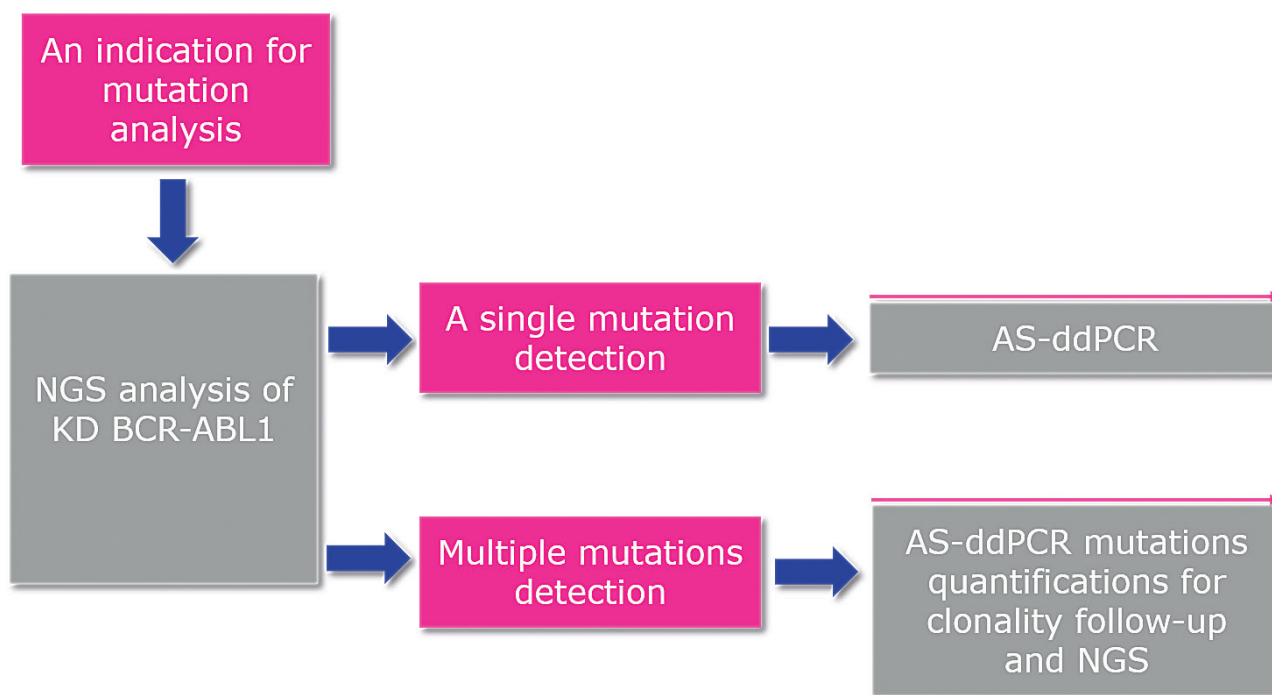 An indication for
mutation
analysis
NGS analysis of
KD BCR-ABL1
A single mutation
detection
AS-ddPCR
Multiple mutations
detection
AS-ddPCR mutations
quantifications for
clonality follow-up
and NGS